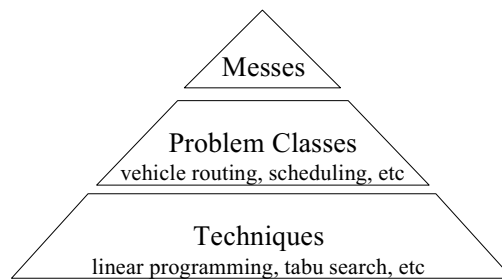 Messes
Problem Classes
vehicle routing, scheduling, etc
Techniques
linear programming, tabu search, etc